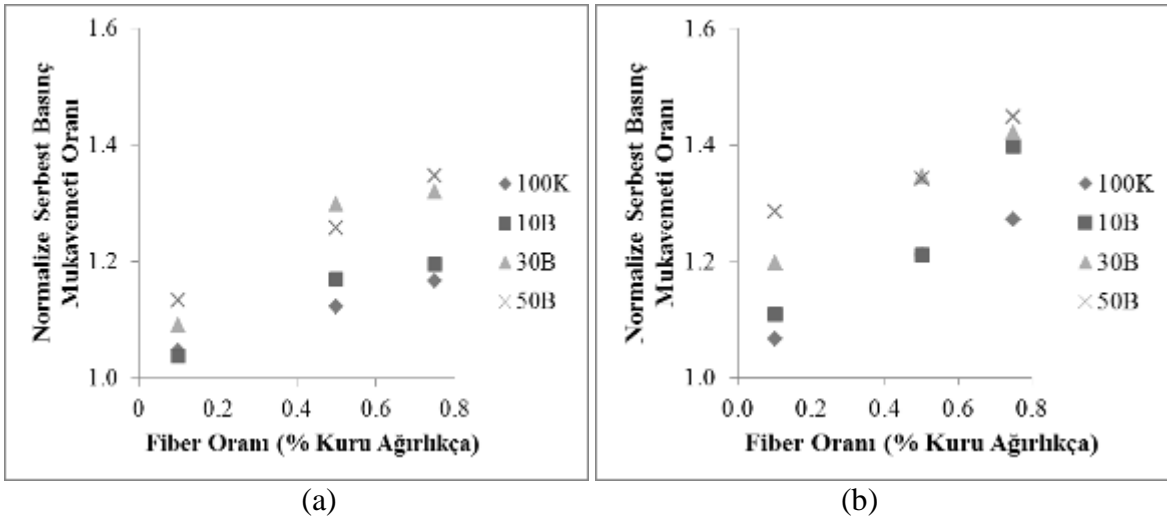 Normalize Serbest Basınç
Mukavemeti Oranı
1.6
1.4
1.2
1.0
0
0.2
0.4
0.6
0.8
Fiber Oranı (% Kuru Ağırlıkça)
100K
10B
30B
50B
(a)
Normalize Serbest Basınç
Mukavemeti Oranı
1.6
1.4
1.2
1.0
0.0
0.2
0.4
0.6
0.8
Fiber Oranı (% Kuru Ağırlıkça)
100K
10B
30B
50B
(b)